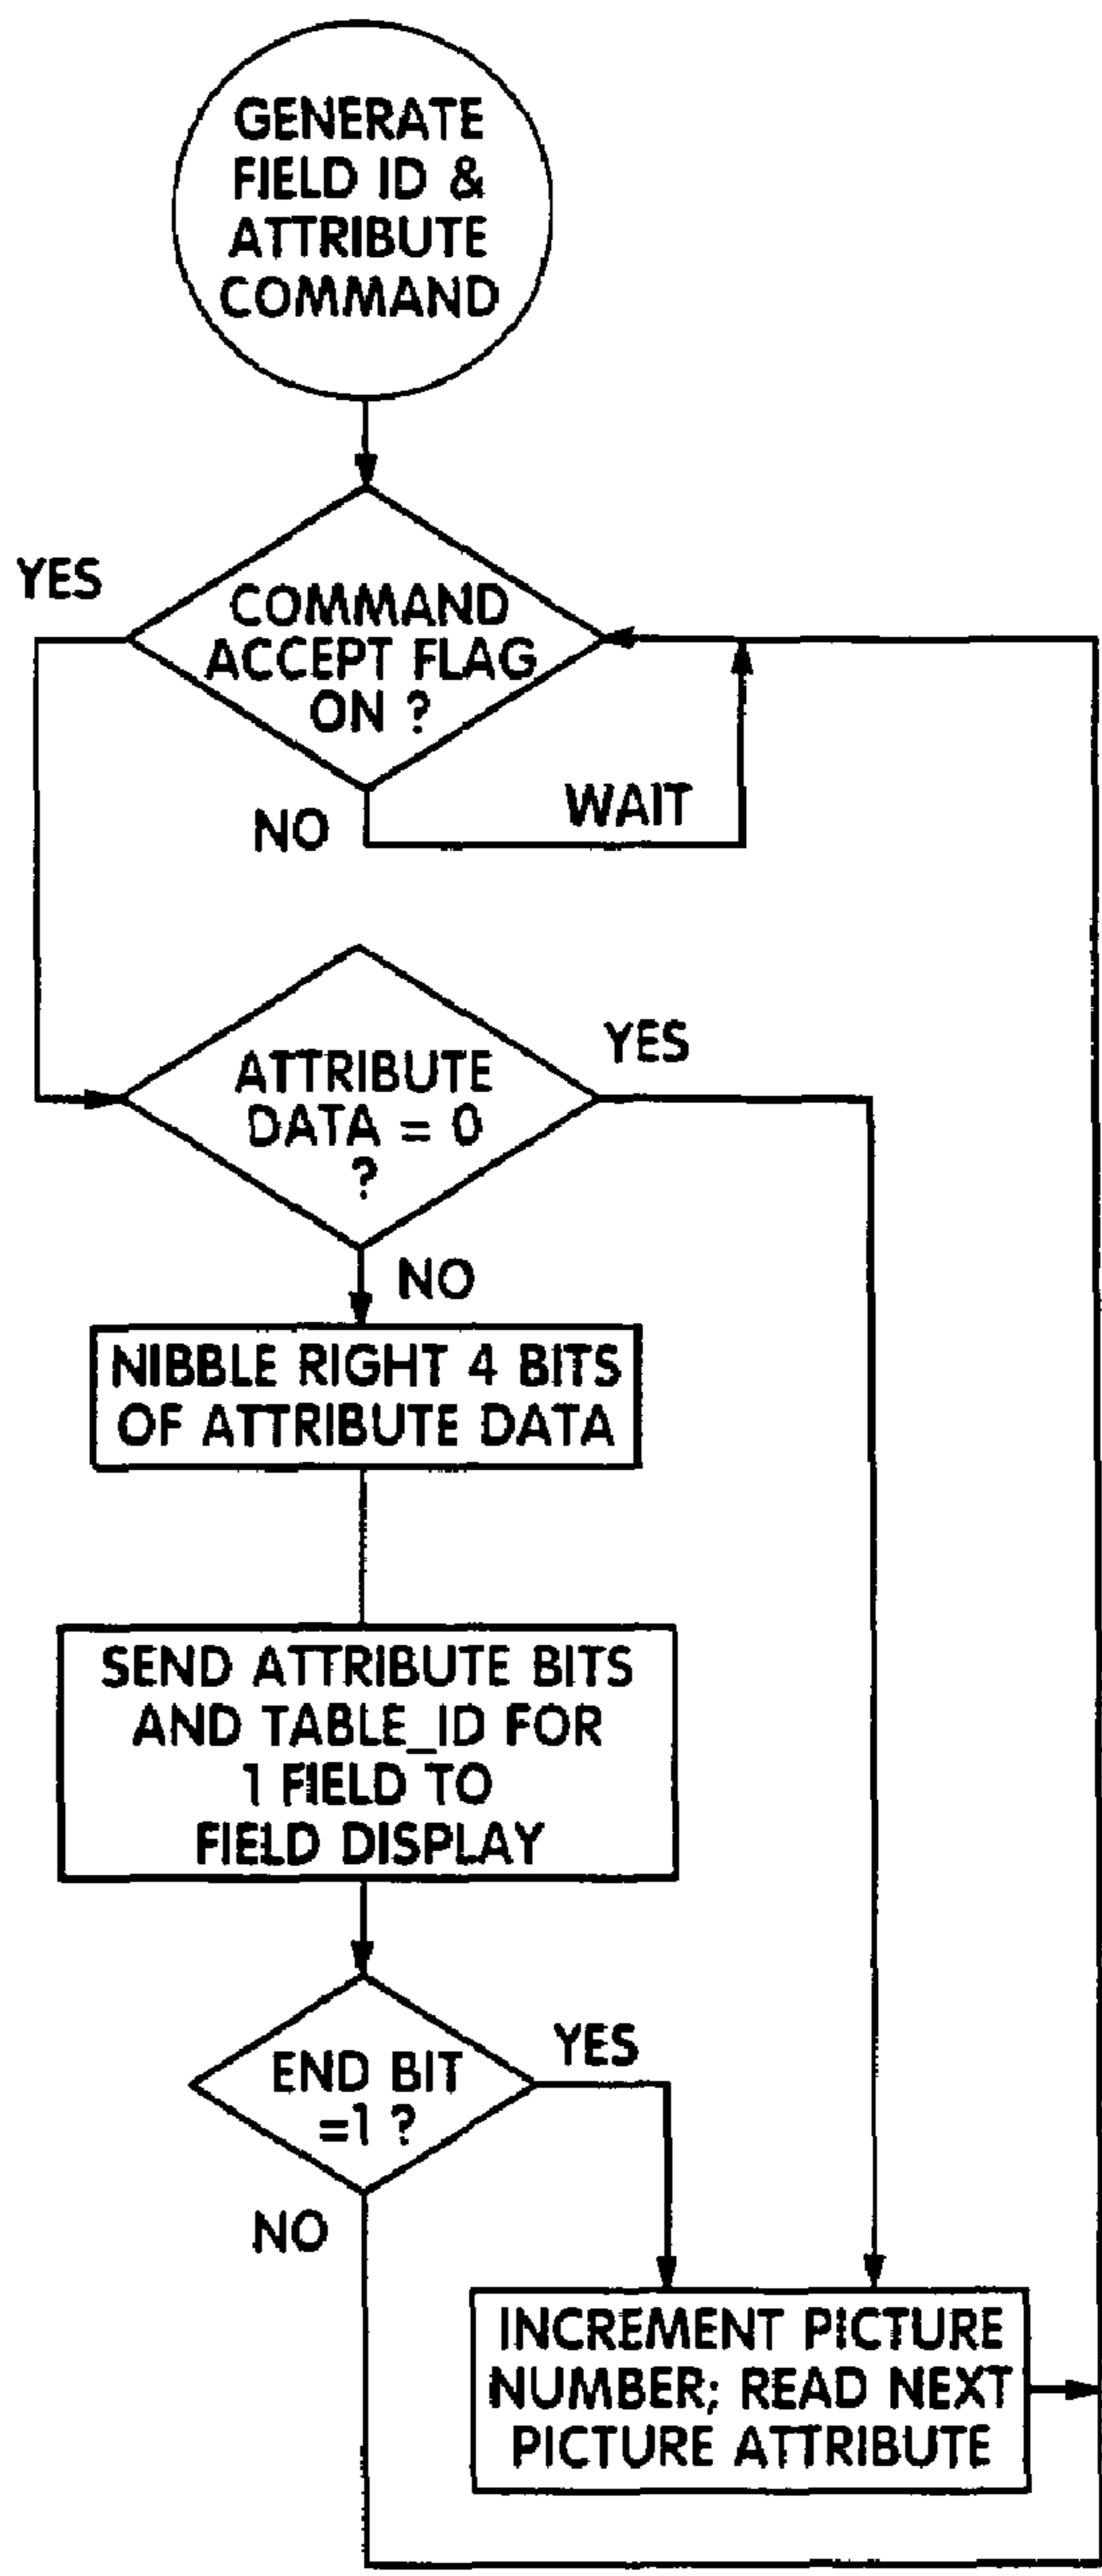 GENERATE
FIELD ID &
ATTRIBUTE
COMMAND
YES
COMMAND
ACCEPT FLAG
ON ?
WAIT
NO
YES
ATTRIBUTE
DATA = 0
?
NO
NIBBLE RIGHT 4 BITS
OF ATTRIBUTE DATA
SEND ATTRIBUTE BITS
AND TABLE_ID FOR
1 FIELD TO
FIELD DISPLAY
YES
END BIT
=1 ?
NO
INCREMENT PICTURE
NUMBER; READ NEXT
PICTURE ATTRIBUTE